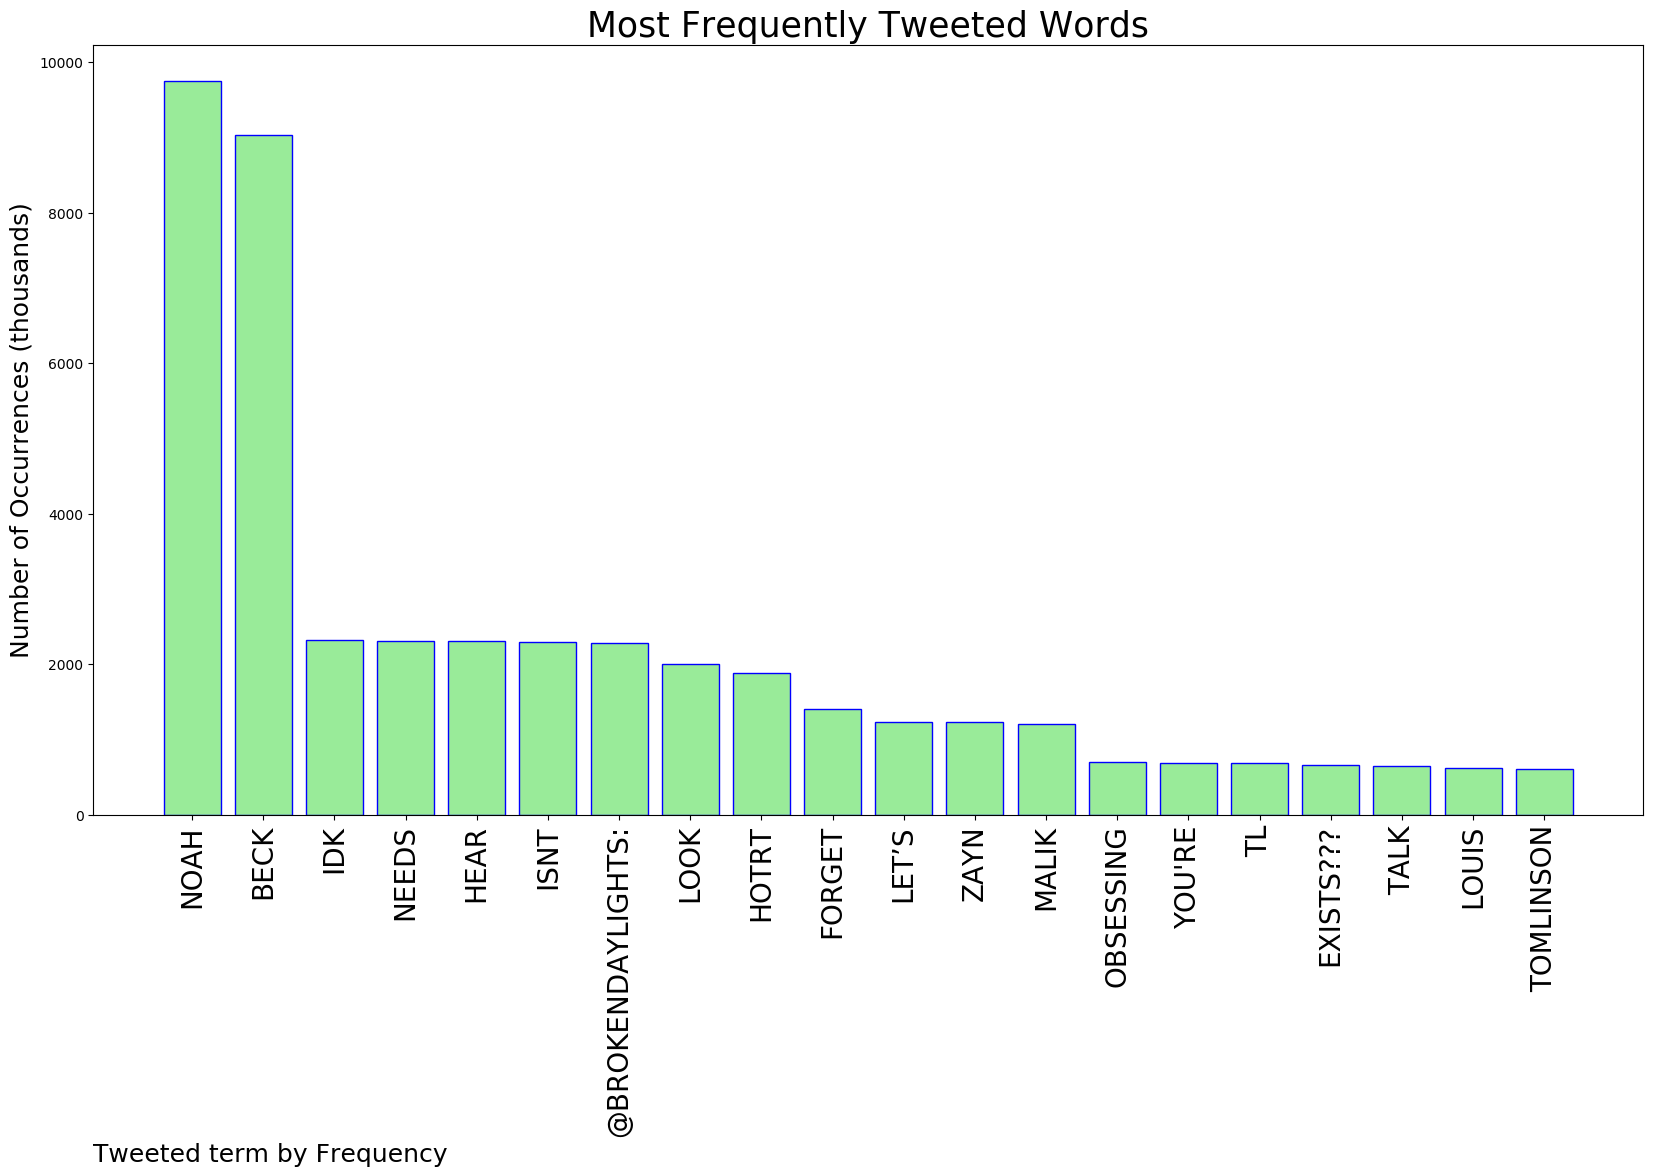 Most Frequently Tweeted Words
Number of Occurrences (thousands)
10000
8000
6000
4000
2000
0
NOAH
BECK
IDK
NEEDS
HEAR
ISNT
@BROKENDAYLIGHTS:
LOOK
HOTRT
FORGET
LET’S
ZAYN
MALIK
OBSESSING
YOU'RE
TL
EXISTS???
TALK
LOUIS
TOMLINSON
Tweeted term by Frequency